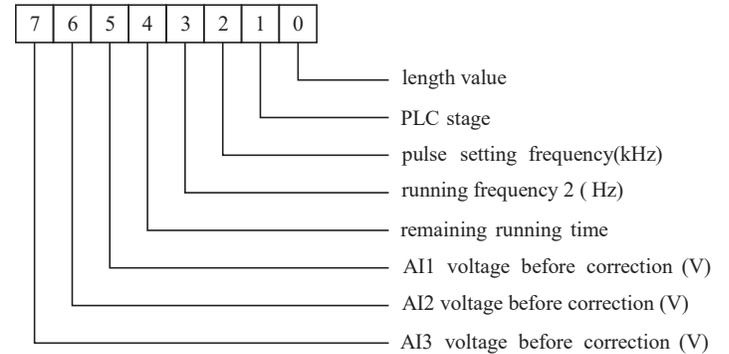 7 6 5 4 3 2 1 0
length value
PLC stage
pulse setting frequency(kHz)
running frequency 2 ( Hz)
remaining running time
AI1 voltage before correction (V)
AI2 voltage before correction (V)
AI3 voltage before correction (V)